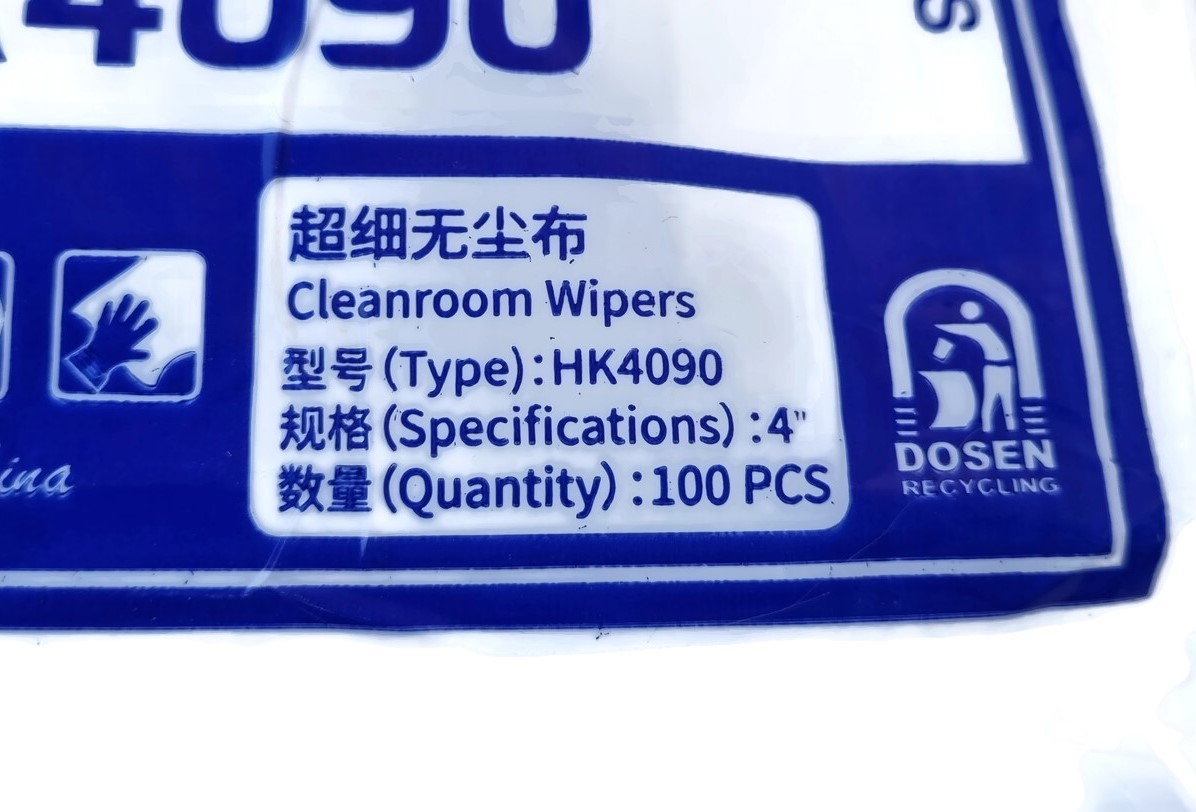 4090
超细无尘布
Cleanroom Wipers
型号(Type):HK4090
规格(Specifications):4"
数量(Quantity):100 PCS
DOSEN
RECYCLING